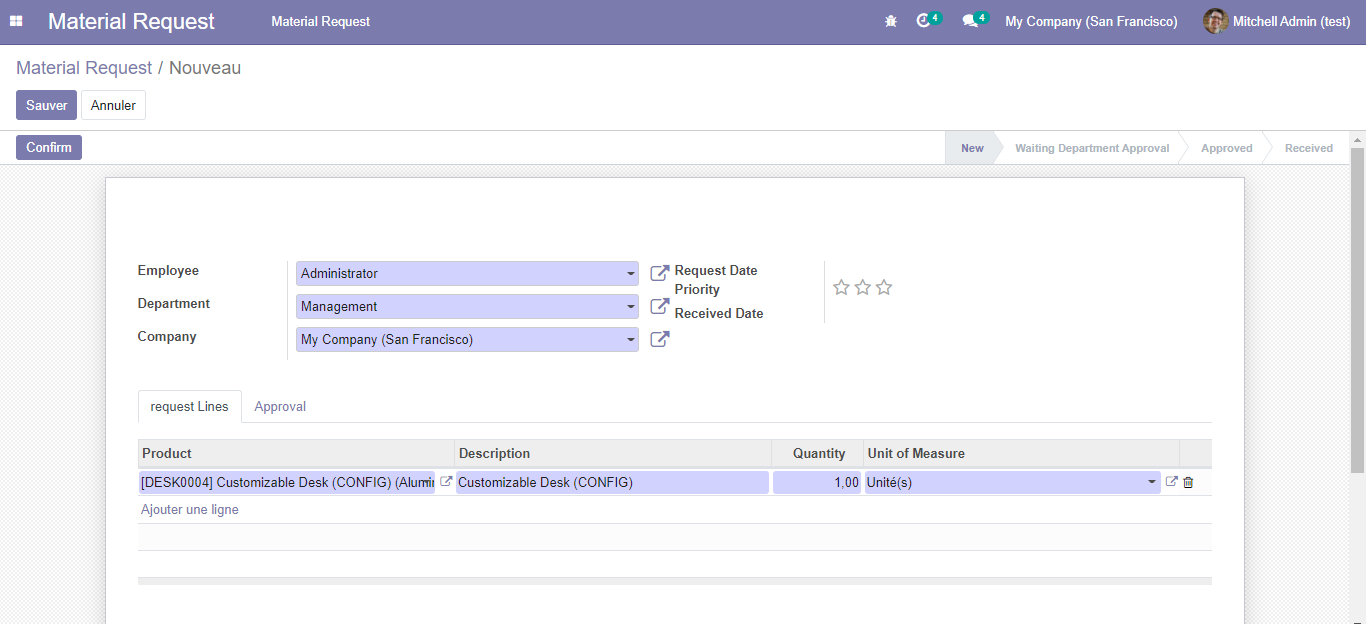 Material Request Material Request 4 4 My Company (San Francisco) Mitchell Admin (test)
Material Request / Nouveau
Sauver Annuler
Confirm New Waiting Department Approval Approved Received
Employee Administrator Request Date
Priority
Department Management Received Date
Company My Company (San Francisco)
request Lines Approval
Product Description Quantity Unit of Measure
[DESK0004] Customizable Desk (CONFIG) Customizable Desk (CONFIG) 1,00 Unité(s)
Ajouter une ligne